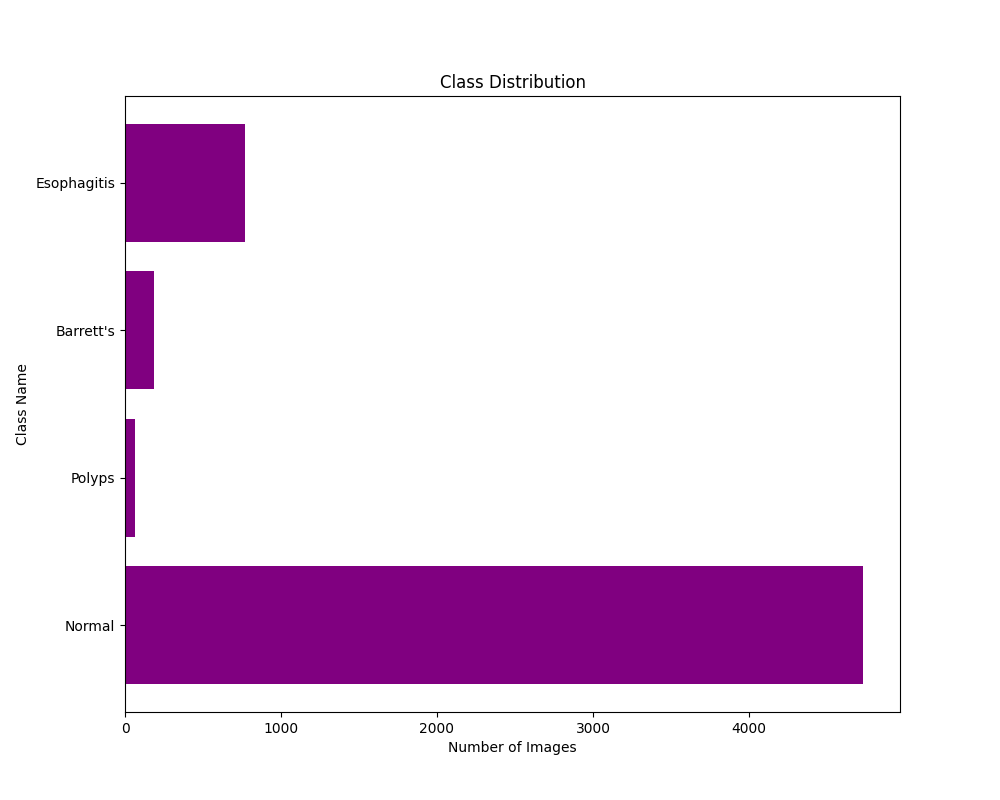 Class Distribution
Esophagitis
Barrett's
Polyps
Normal
Class Name
0 1000 2000 3000 4000
Number of Images